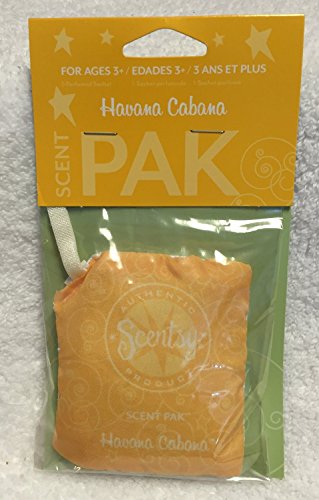 FOR AGES 3+ / EDADES 3+ / 3 ANS ET PLUS
Havana Cabana
SCENT
PAK
AUTHENTIC
Scentsy
PRODUCT
SCENT PAK
Havana Cabana